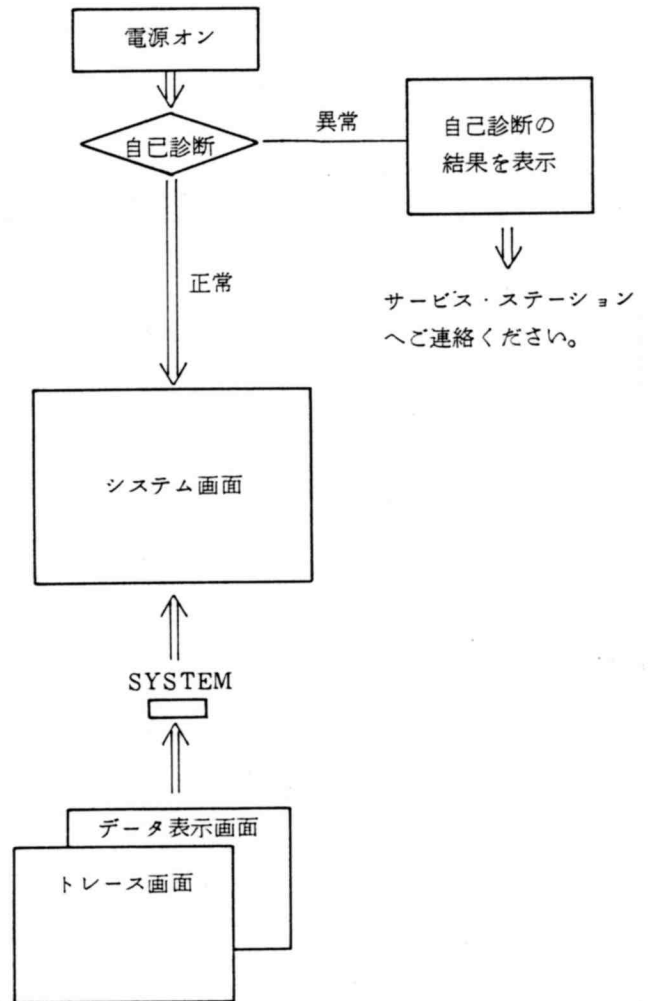 電源オン
自己診断
異常
自己診断の
結果を表示
正常
サービス・ステーション
へご連絡ください。
システム画面
SYSTEM
データ表示画面
トレース画面